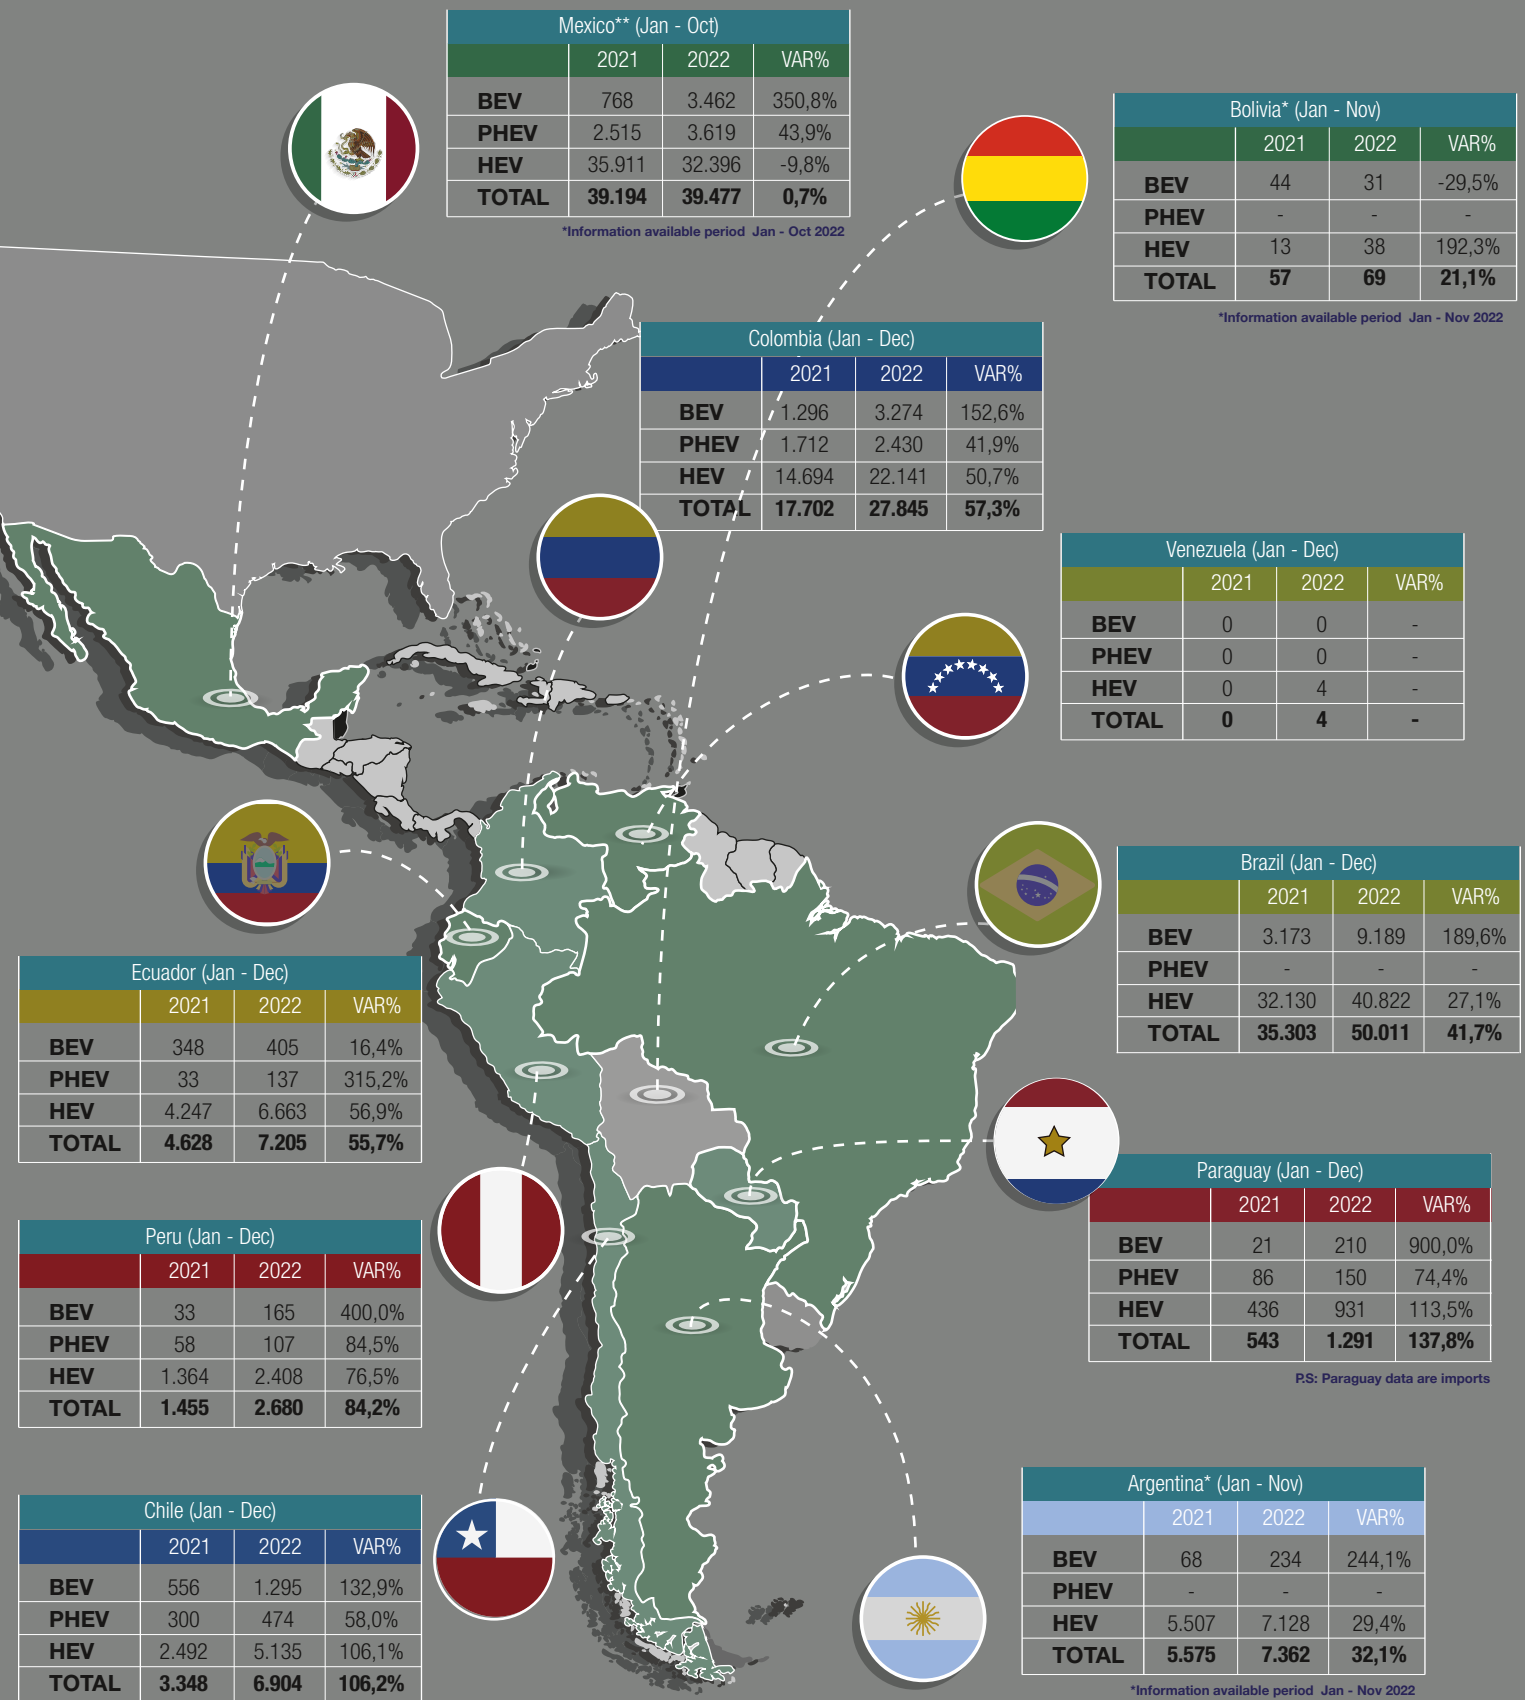 Mexico** (Jan - Oct)
2021 2022 VAR%
BEV 768 3.462 350,8%
PHEV 2.515 3.619 43,9%
HEV 35.911 32.396 -9,8%
TOTAL 39.194 39.477 0,7%
*Information available period Jan - Oct 2022
Bolivia* (Jan - Nov)
2021 2022 VAR%
BEV 44 31 -29,5%
PHEV - - -
HEV 13 38 192,3%
TOTAL 57 69 21,1%
*Information available period Jan - Nov 2022
Colombia (Jan - Dec)
2021 2022 VAR%
BEV 1.296 3.274 152,6%
PHEV 1.712 2.430 41,9%
HEV 14.694 22.141 50,7%
TOTAL 17.702 27.845 57,3%
Venezuela (Jan - Dec)
2021 2022 VAR%
BEV 0 0 -
PHEV 0 0 -
HEV 0 4 -
TOTAL 0 4 -
Brazil (Jan - Dec)
2021 2022 VAR%
BEV 3.173 9.189 189,6%
PHEV - - -
HEV 32.130 40.822 27,1%
TOTAL 35.303 50.011 41,7%
Ecuador (Jan - Dec)
2021 2022 VAR%
BEV 348 405 16,4%
PHEV 33 137 315,2%
HEV 4.247 6.663 56,9%
TOTAL 4.628 7.205 55,7%
Paraguay (Jan - Dec)
2021 2022 VAR%
BEV 21 210 900,0%
PHEV 86 150 74,4%
HEV 436 931 113,5%
TOTAL 543 1.291 137,8%
P.S: Paraguay data are imports
Peru (Jan - Dec)
2021 2022 VAR%
BEV 33 165 400,0%
PHEV 58 107 84,5%
HEV 1.364 2.408 76,5%
TOTAL 1.455 2.680 84,2%
Argentina* (Jan - Nov)
2021 2022 VAR%
BEV 68 234 244,1%
PHEV - - -
HEV 5.507 7.128 29,4%
TOTAL 5.575 7.362 32,1%
*Information available period Jan - Nov 2022
Chile (Jan - Dec)
2021 2022 VAR%
BEV 556 1.295 132,9%
PHEV 300 474 58,0%
HEV 2.492 5.135 106,1%
TOTAL 3.348 6.904 106,2%